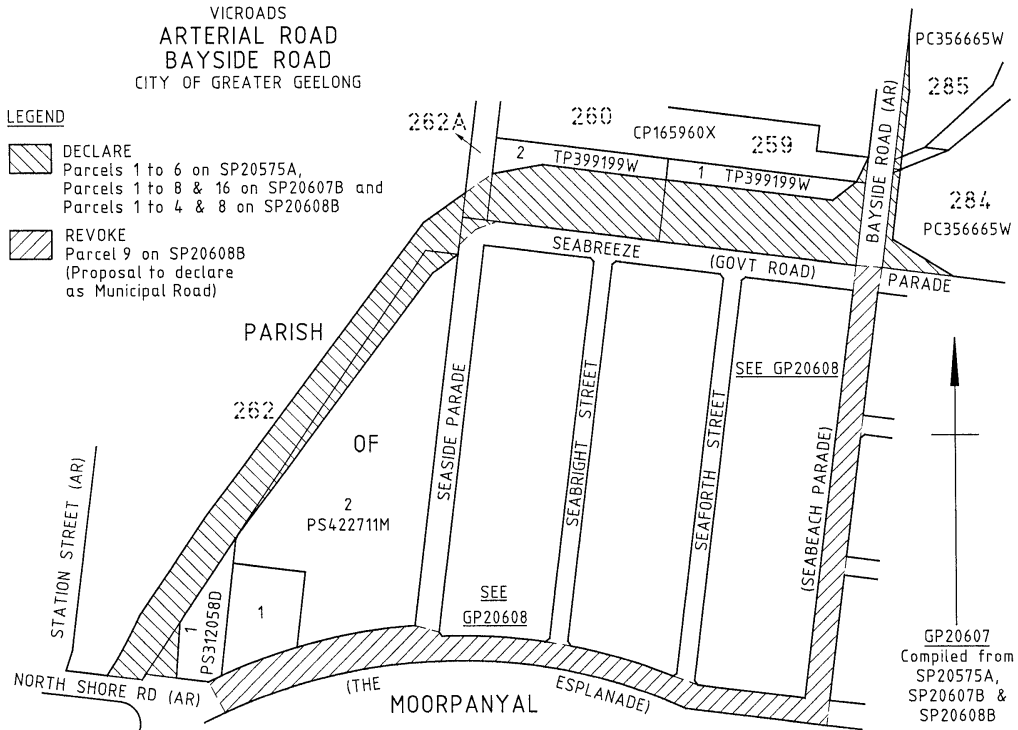 VICROADS
ARTERIAL ROAD
BAYSIDE ROAD
CITY OF GREATER GEELONG
LEGEND
DECLARE
Parcels 1 to 6 on SP20575A,
Parcels 1 to 8 & 16 on SP20607B and
Parcels 1 to 4 & 8 on SP20608B
REVOKE
Parcel 9 on SP20608B
(Proposal to declare
as Municipal Road)
PC356665W
285
262A
260
CP165960X
259
2 TP399199W
1 TP399199W
BAYSIDE ROAD (AR)
284
PC356665W
SEABREEZE (GOVT ROAD) PARADE
PARISH
262
OF
2
PS422711M
SEASIDE PARADE
SEABRIGHT STREET
SEAFORTH STREET
SEE GP20608
(SEABEACH PARADE)
STATION STREET (AR)
1
PS312058D
1
SEE
GP20608
NORTH SHORE RD (AR)
(THE ESPLANADE)
MOORPANYAL
GP20607
Compiled from
SP20575A,
SP20607B &
SP20608B